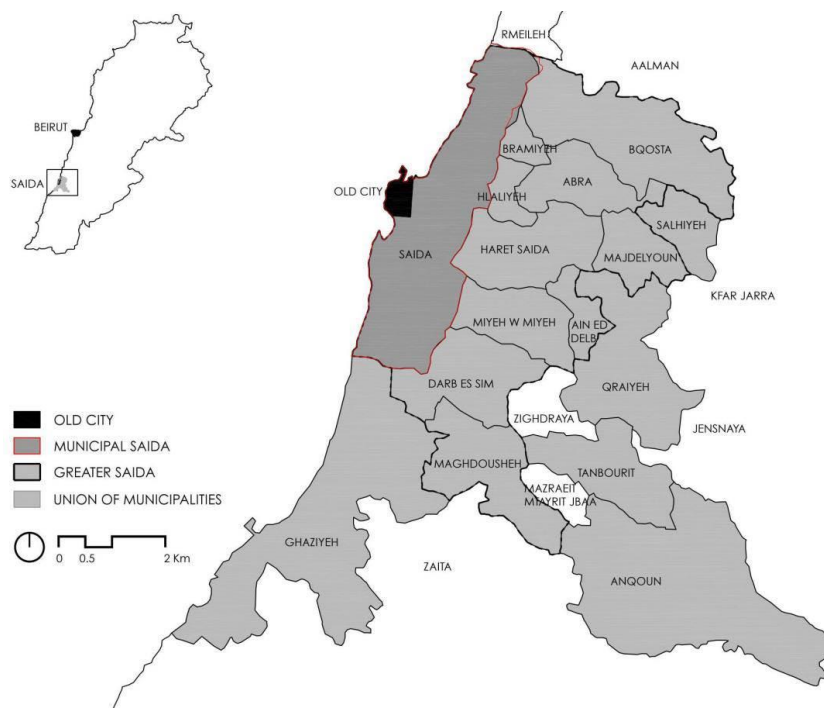 RMEILEH
AALMAN
BEIRUT
BRAMIYEH
BQOSTA
SAIDA
OLD CITY
HLALIYEH
ABRA
SALHIYEH
SAIDA
HARET SAIDA
MAJDELYOUN
KFAR JARRA
MIYEH W MIYEH
AIN ED
DELB
DARB ES SIM
QRAIYEH
ZIGHDRAYA
JENSNAYA
OLD CITY
MUNICIPAL SAIDA
GREATER SAIDA
UNION OF MUNICIPALITIES
MAGHDOUSHEH
TANBOURIT
MAZRAEIT
MTAYRIT JBAA
0 0.5 2 Km
GHAZIYEH
ZAITA
ANQOUN